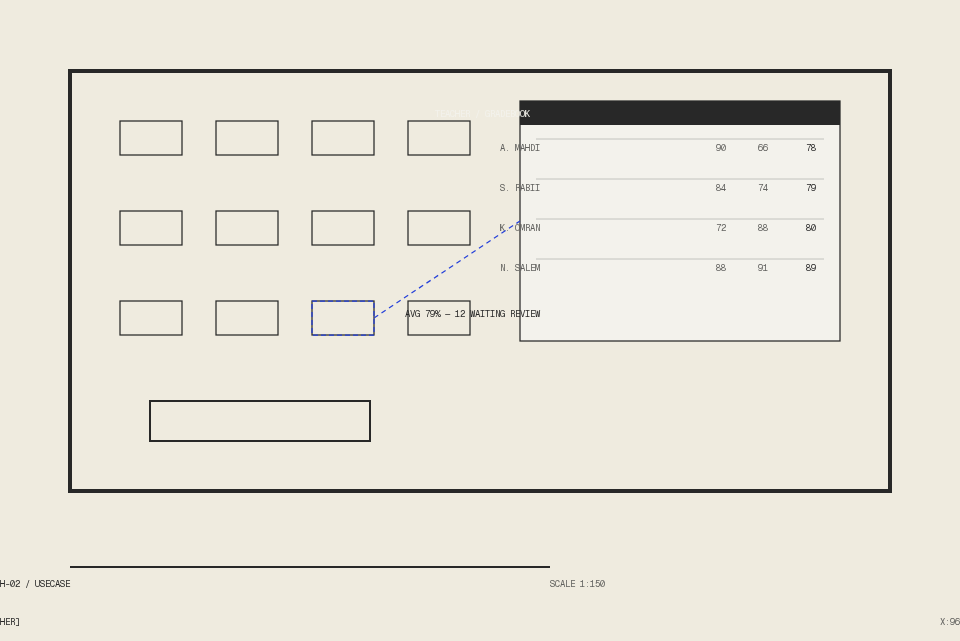 A. MAHDI 90 66 78
S. RABII 84 74 79
K. OMRAN 72 88 80
N. SALEM 88 91 89
AVG 79% — 12 WAITING REVIEW
H-02 / USECASE SCALE 1:150
HER] X:96